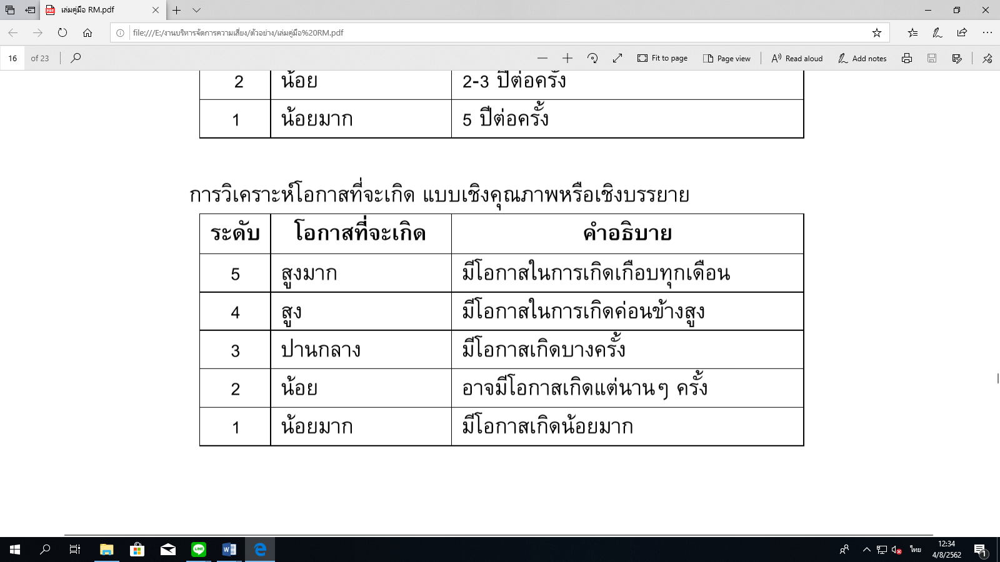 เล่มคู่มือ RM.pdf
file:///E:/งานบริหารจัดการความเสี่ยง/ตัวอย่าง/เล่มคู่มือ%20RM.pdf
16 of 23 Fit to page Page view Read aloud Add notes
2 น้อย 2-3 ปีต่อครั้ง
1 น้อยมาก 5 ปีต่อครั้ง
การวิเคราะห์โอกาสที่จะเกิด แบบเชิงคุณภาพหรือเชิงบรรยาย
ระดับ โอกาสที่จะเกิด คำอธิบาย
5 สูงมาก มีโอกาสในการเกิดเกือบทุกเดือน
4 สูง มีโอกาสในการเกิดค่อนข้างสูง
3 ปานกลาง มีโอกาสเกิดบางครั้ง
2 น้อย อาจมีโอกาสเกิดแต่นานๆ ครั้ง
1 น้อยมาก มีโอกาสเกิดน้อยมาก
LINE ไทย 12:34
4/8/2562 1